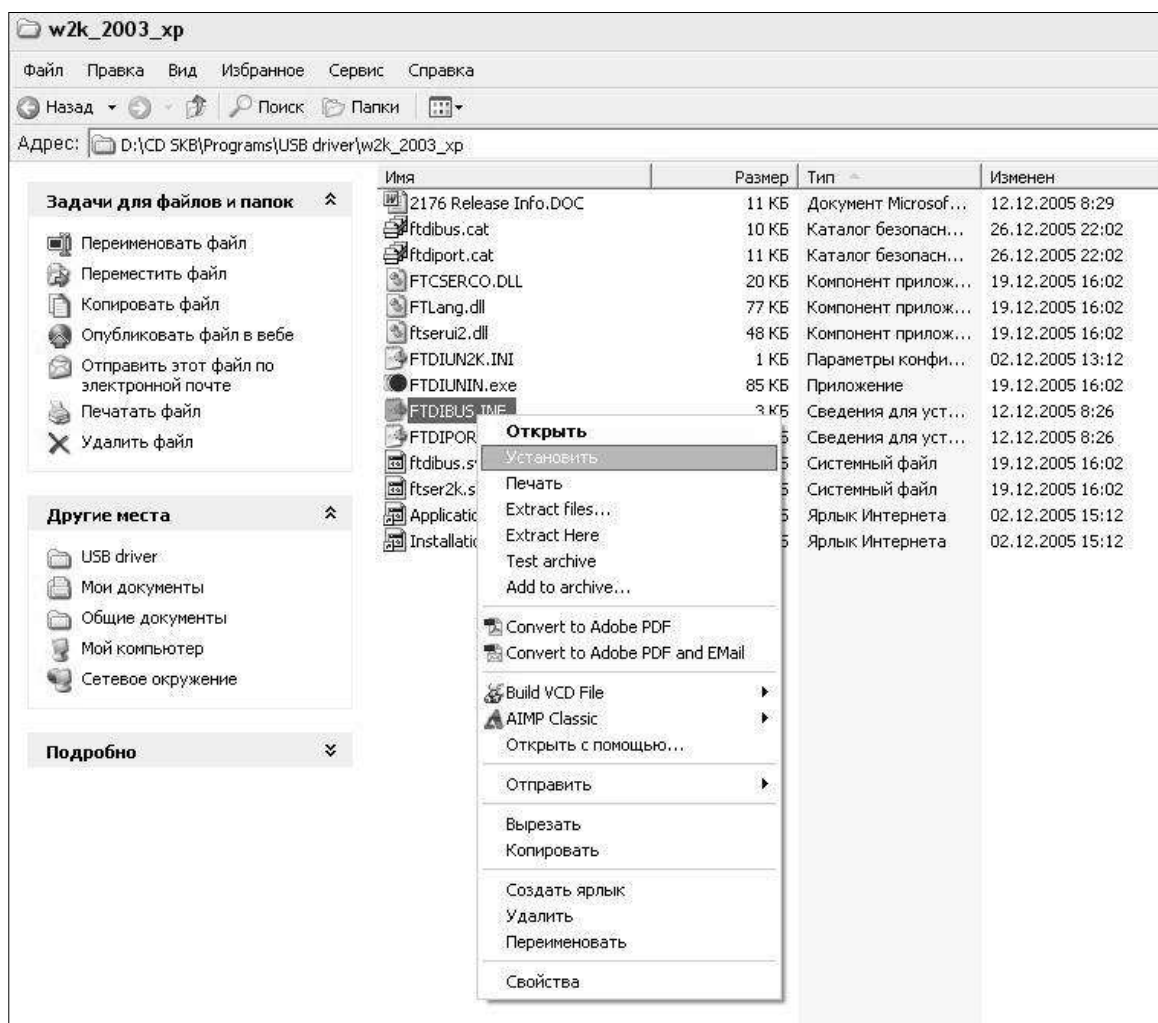 w2k_2003_xp
Файл Правка Вид Избранное Сервис Справка
Назад Поиск Папки
Адрес: D:\CD SKB\Programs\USB driver\w2k_2003_xp
Имя Размер Тип Изменен
Задачи для файлов и папок
Переименовать файл
Переместить файл
Копировать файл
Опубликовать файл в вебе
Отправить этот файл по
электронной почте
Печатать файл
Удалить файл
Другие места
USB driver
Мои документы
Общие документы
Мой компьютер
Сетевое окружение
Подробно
2176 Release Info.DOC 11 КБ Документ Microsof... 12.12.2005 8:29
ftdibus.cat 10 КБ Каталог безопасн... 26.12.2005 22:02
ftdiport.cat 11 КБ Каталог безопасн... 26.12.2005 22:02
FTCSERCO.DLL 20 КБ Компонент прилож... 19.12.2005 16:02
FTLang.dll 77 КБ Компонент прилож... 19.12.2005 16:02
ftserui2.dll 48 КБ Компонент прилож... 19.12.2005 16:02
FTDIUN2K.INI 1 КБ Параметры конфи... 02.12.2005 13:12
FTDIUNIN.exe 85 КБ Приложение 19.12.2005 16:02
FTDIBUS.INF 3 КБ Сведения для уст... 12.12.2005 8:26
FTDIPOR Сведения для уст... 12.12.2005 8:26
ftdibus.s Системный файл 19.12.2005 16:02
ftser2k.s Системный файл 19.12.2005 16:02
Applicatio Ярлык Интернета 02.12.2005 15:12
Installatio Ярлык Интернета 02.12.2005 15:12
Открыть
Установить
Печать
Extract files...
Extract Here
Test archive
Add to archive...
Convert to Adobe PDF
Convert to Adobe PDF and EMail
Build VCD File
AIMP Classic
Открыть с помощью...
Отправить
Вырезать
Копировать
Создать ярлык
Удалить
Переименовать
Свойства